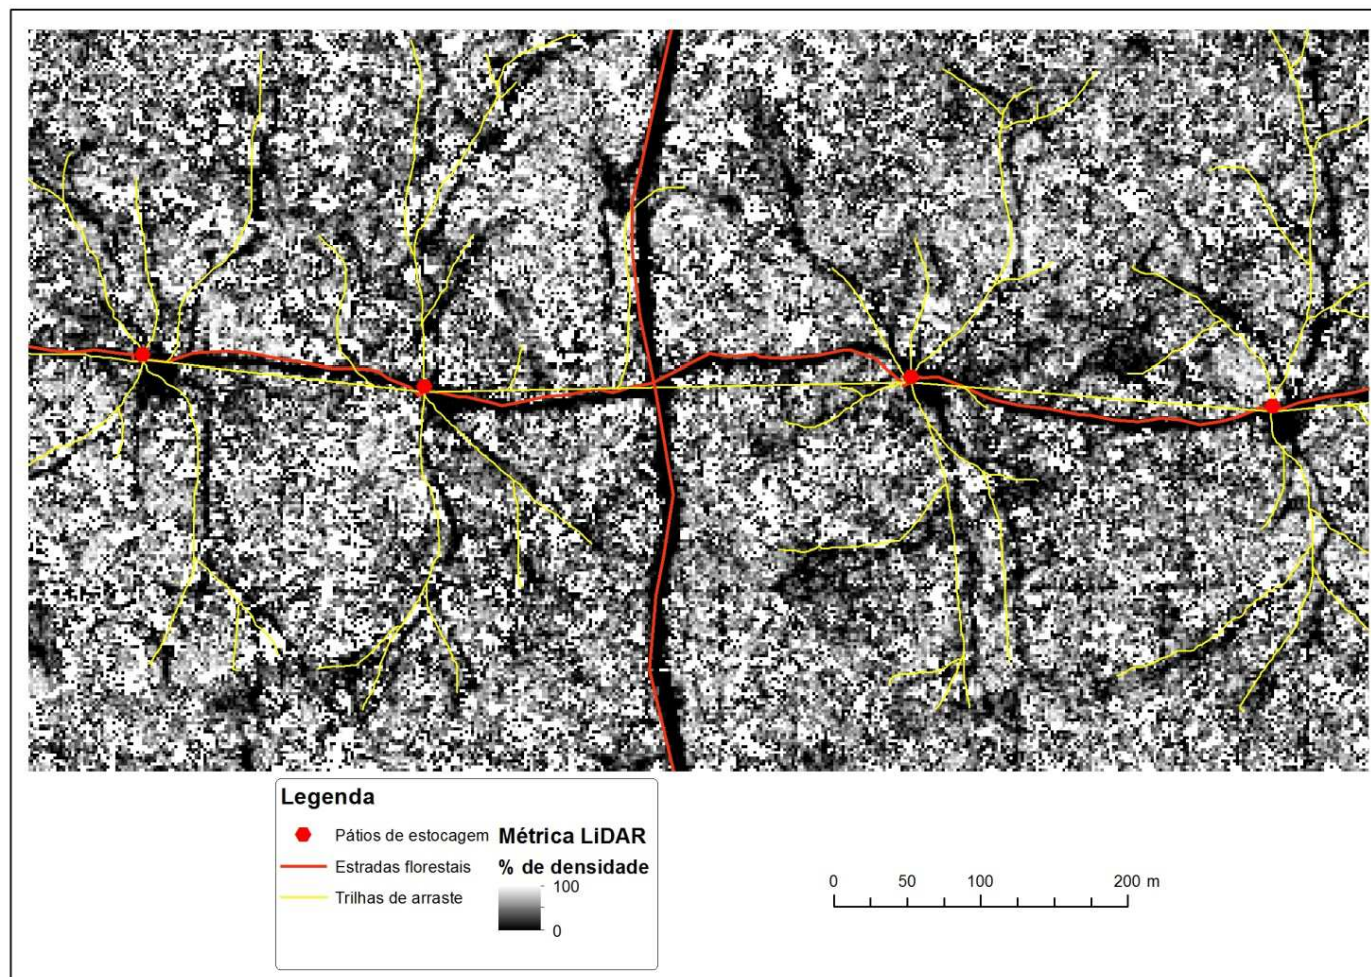 Legenda
Pátios de estocagem
Estradas florestais
Trilhas de arraste
Métrica LiDAR
% de densidade
100
0
0 50 100 200 m